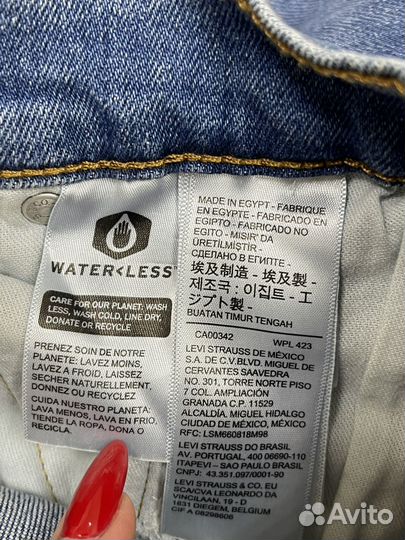 WATER<LESS
CARE FOR OUR PLANET: WASH
LESS, WASH COLD, LINE DRY,
DONATE OR RECYCLE
PRENEZ SOIN DE NOTRE
PLANETE: LAVEZ MOINS,
LAVEZ A FROID, LAISSEZ
SECHER NATURELLEMENT,
DONNEZ OU RECYCLEZ
CUIDA NUESTRO PLANETA:
LAVA MENOS, LAVA EN FRIO,
TIENDE LA ROPA, DONA O
RECICLA.
MADE IN EGYPT - FABRIQUE
EN EGYPTE - FABRICADO EN
EGIPTO - FABRICADO NO
EGITO - MISIR' DA
ÜRETİLMİŞTİR -
СДЕЛАНО В ЕГИПТЕ -
埃及制造 - 埃及製 -
제조국 : 이집트 - エ
ジプト製 -
BUATAN TIMUR TENGAH
CA00342 WPL 423
LEVI STRAUSS DE MÉXICO
S.A. DE C.V.BLVD. MIGUEL DE
CERVANTES SAAVEDRA
NO. 301, TORRE NORTE PISO
7 COL. AMPLIACIÓN
GRANADA C.P. 11529
ALCALDÍA. MIGUEL HIDALGO
CIUDAD DE MÉXICO, MÉXICO
RFC: LSM660818M98
LEVI STRAUSS DO BRASIL
AV. PORTUGAL, 400 06690-110
ITAPEVI – SAO PAULO BRASIL
CNPJ: 43.351.097/0001-90
LEVI STRAUSS & CO. EU
SCA/CVA LEONARDO DA
VINCILAAN, 19 - D
1831 DIEGEM, BELGIUM
CIF A 08298606
Avito